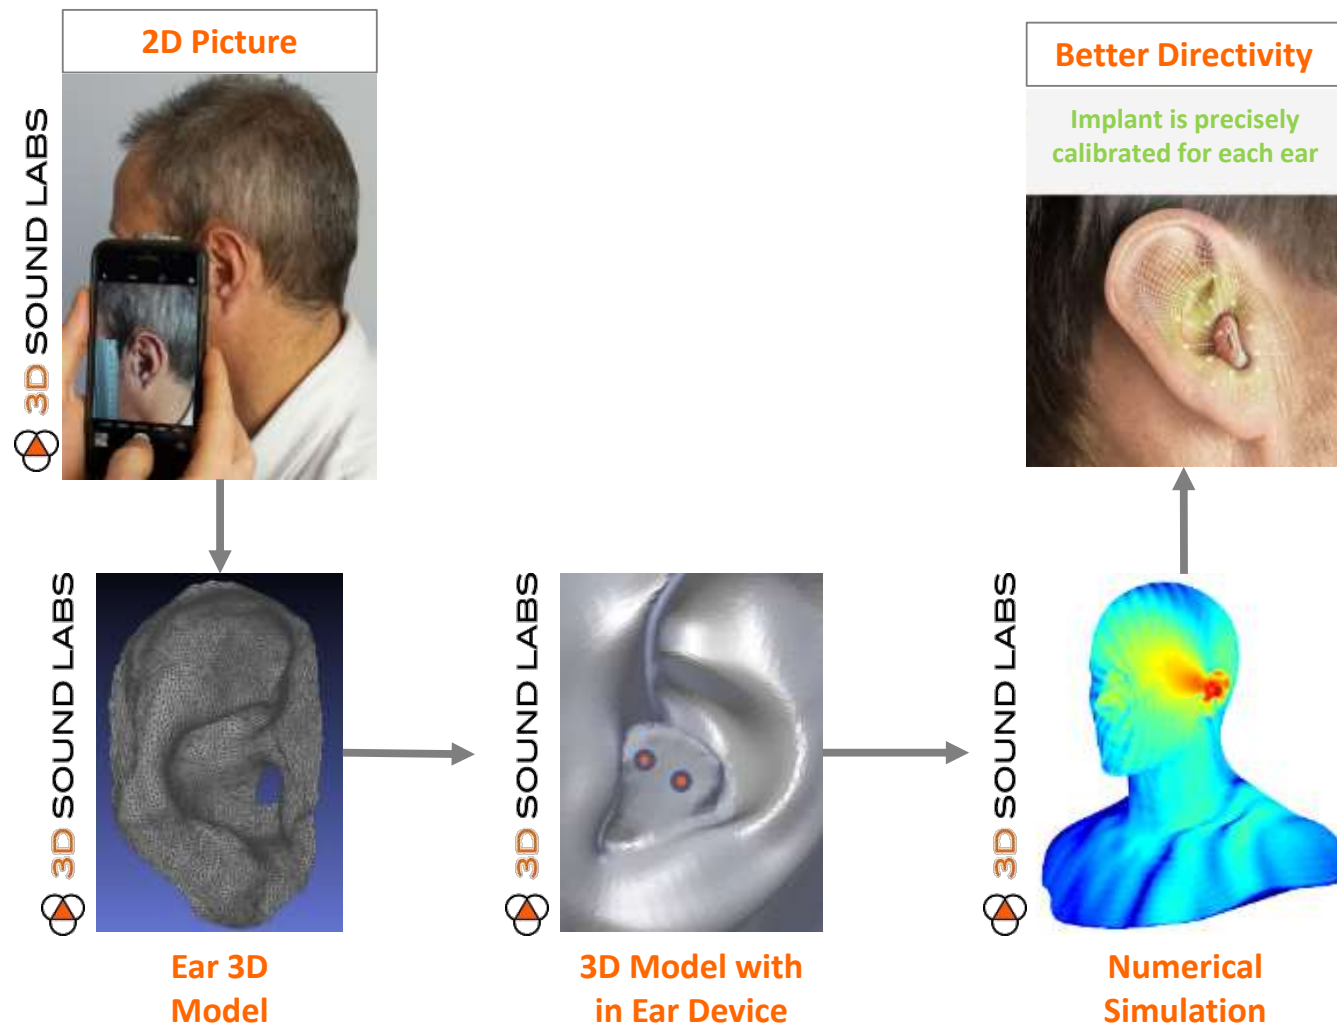 2D Picture
3D SOUND LABS
Better Directivity
Implant is precisely
calibrated for each ear
3D SOUND LABS
Ear 3D
Model
3D SOUND LABS
3D Model with
in Ear Device
3D SOUND LABS
Numerical
Simulation